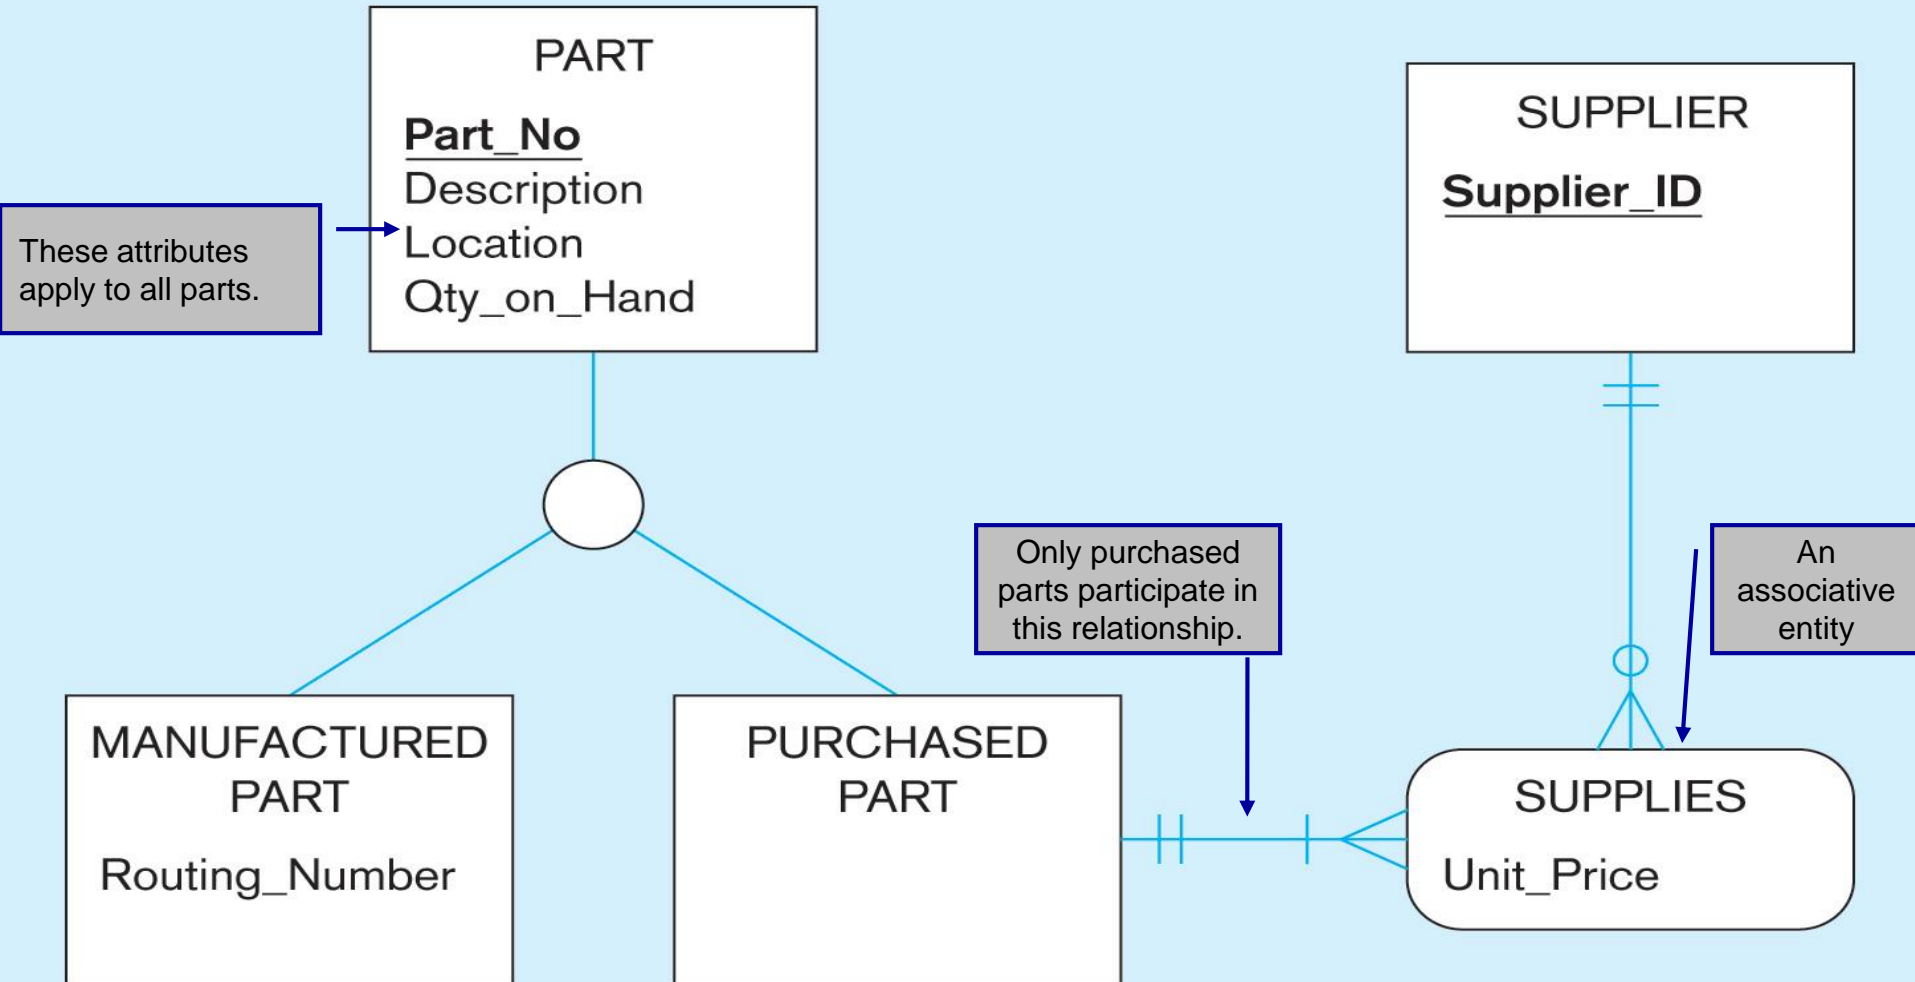 PART
Part_No
Description
Location
Qty_on_Hand
SUPPLIER
Supplier_ID
These attributes
apply to all parts.
Only purchased
parts participate in
this relationship.
An
associative
entity
MANUFACTURED
PART
Routing_Number
PURCHASED
PART
SUPPLIES
Unit_Price